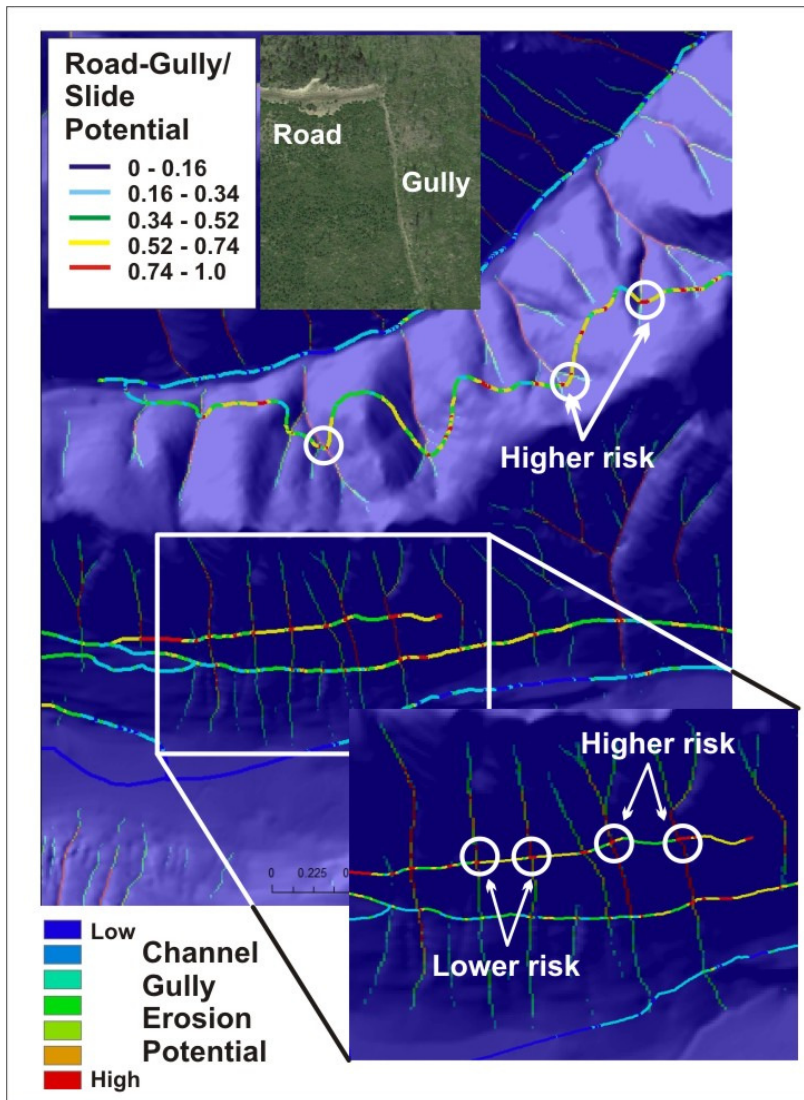 Road-Gully/
Slide
Potential
0 - 0.16
0.16 - 0.34
0.34 - 0.52
0.52 - 0.74
0.74 - 1.0
Road
Gully
Higher risk
Higher risk
Lower risk
0 0.225
Low
Channel
Gully
Erosion
Potential
High